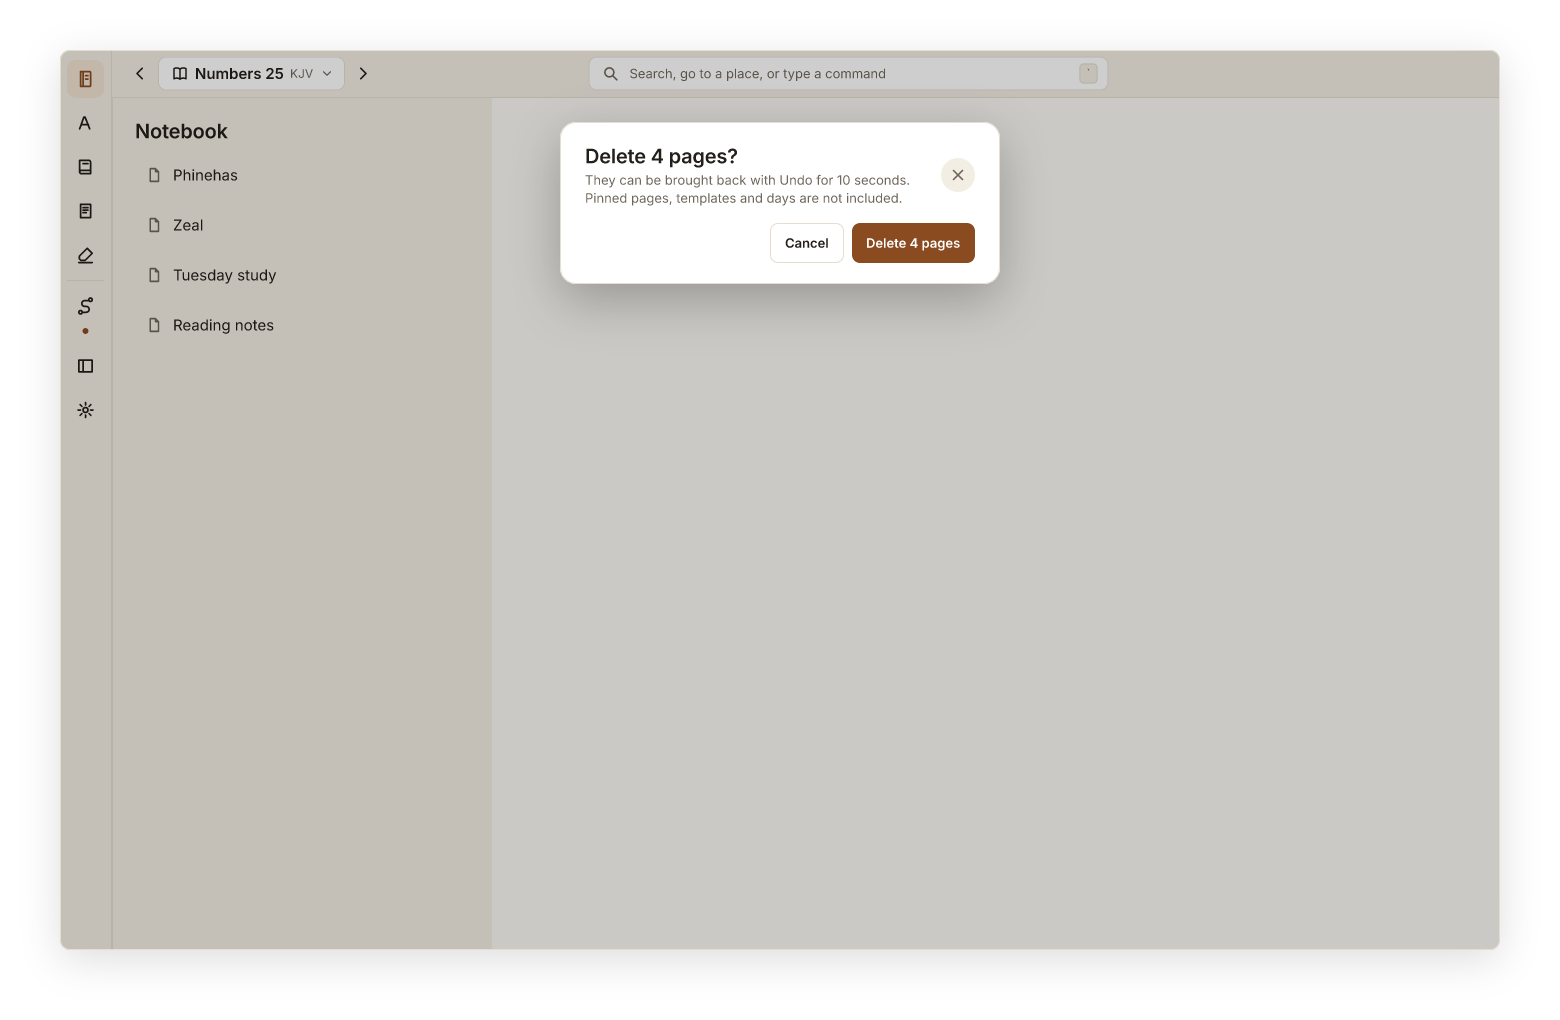 Numbers 25 KJV
Search, go to a place, or type a command
Notebook
Phinehas
Zeal
Tuesday study
Reading notes
Delete 4 pages?
They can be brought back with Undo for 10 seconds.
Pinned pages, templates and days are not included.
Cancel
Delete 4 pages